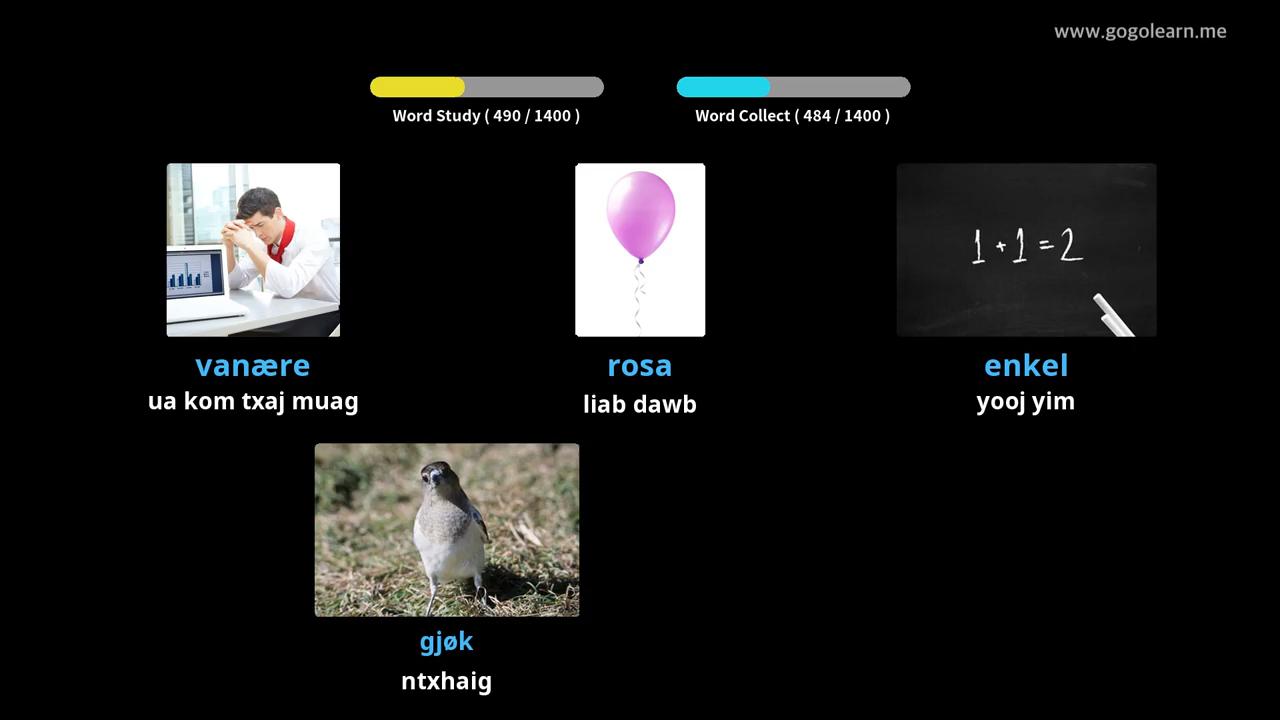 www.gogolearn.me
Word Study ( 490 / 1400 )
Word Collect ( 484 / 1400 )
1 + 1 = 2
vanære
ua kom txaj muag
rosa
liab dawb
enkel
yooj yim
gjøk
ntxhaig